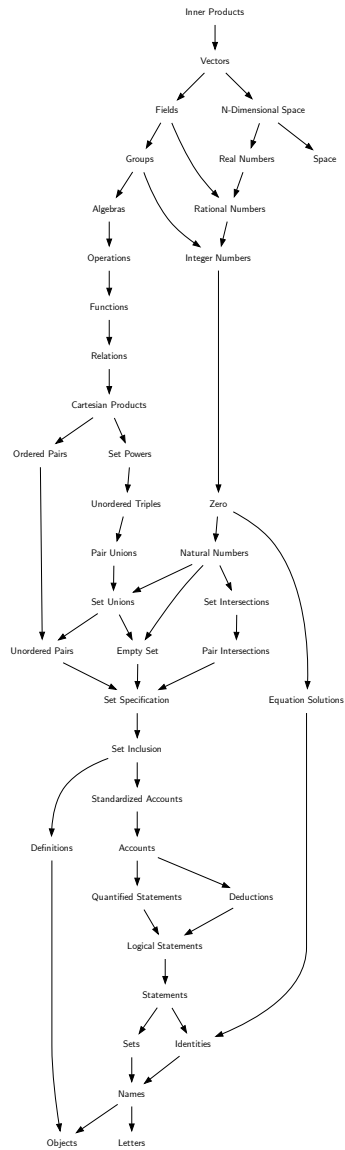 Inner Products
Vectors
Fields
N-Dimensional Space
Groups
Real Numbers
Space
Algebras
Rational Numbers
Operations
Integer Numbers
Functions
Relations
Cartesian Products
Ordered Pairs
Set Powers
Unordered Triples
Zero
Pair Unions
Natural Numbers
Set Unions
Set Intersections
Unordered Pairs
Empty Set
Pair Intersections
Set Specification
Equation Solutions
Set Inclusion
Standardized Accounts
Definitions
Accounts
Quantified Statements
Deductions
Logical Statements
Statements
Sets
Identities
Names
Objects
Letters